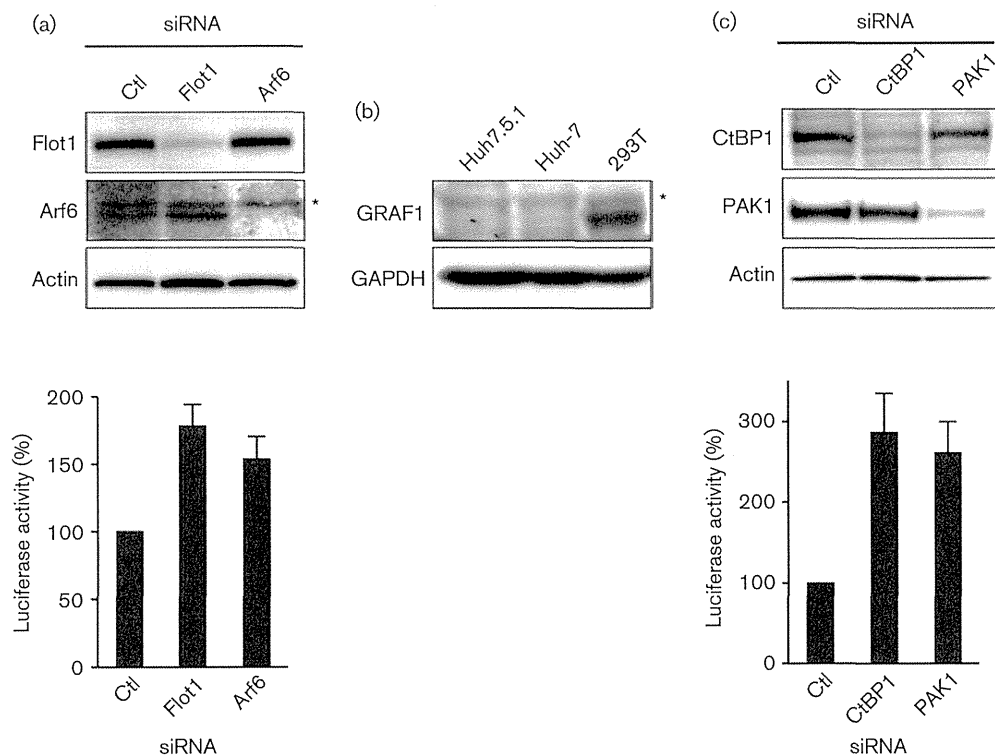 (a)
siRNA
Ctl Flot1 Arf6
Flot1
Arf6 *
Actin
200
150
100
50
0
Luciferase activity (%)
Ctl Flot1 Arf6
siRNA
(b)
Huh7.5.1 Huh-7 293T
GRAF1 *
GAPDH
(c)
siRNA
Ctl CtBP1 PAK1
CtBP1
PAK1
Actin
300
200
100
0
Luciferase activity (%)
Ctl CtBP1 PAK1
siRNA